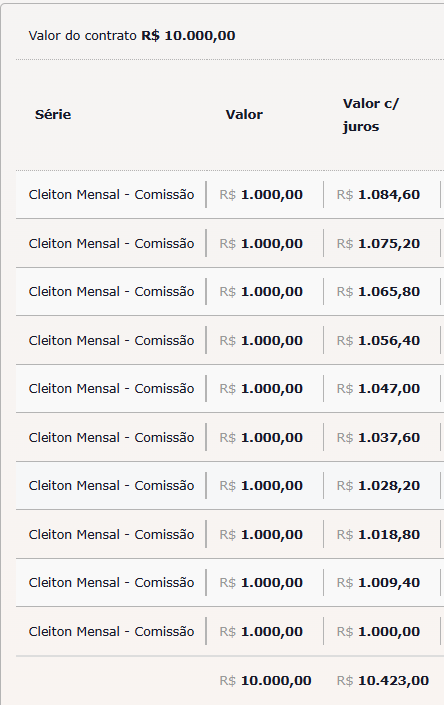 Valor do contrato R$ 10.000,00
Série Valor Valor c/
juros
Cleiton Mensal - Comissão R$ 1.000,00 R$ 1.084,60
Cleiton Mensal - Comissão R$ 1.000,00 R$ 1.075,20
Cleiton Mensal - Comissão R$ 1.000,00 R$ 1.065,80
Cleiton Mensal - Comissão R$ 1.000,00 R$ 1.056,40
Cleiton Mensal - Comissão R$ 1.000,00 R$ 1.047,00
Cleiton Mensal - Comissão R$ 1.000,00 R$ 1.037,60
Cleiton Mensal - Comissão R$ 1.000,00 R$ 1.028,20
Cleiton Mensal - Comissão R$ 1.000,00 R$ 1.018,80
Cleiton Mensal - Comissão R$ 1.000,00 R$ 1.009,40
Cleiton Mensal - Comissão R$ 1.000,00 R$ 1.000,00
R$ 10.000,00 R$ 10.423,00